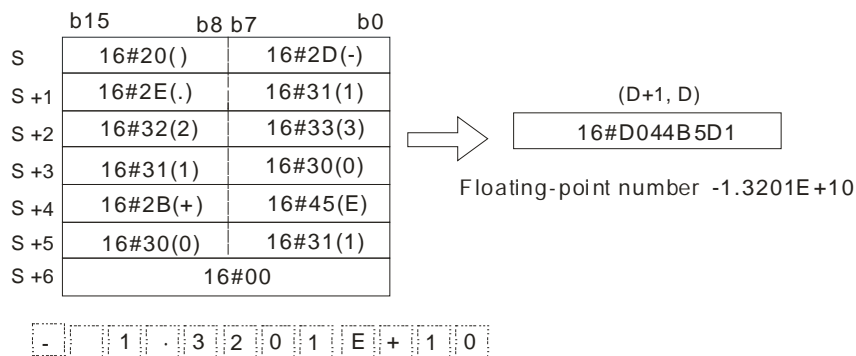 b15 b8 b7 b0
S 16#20( ) 16#2D(-)
S +1 16#2E(.) 16#31(1)
S +2 16#32(2) 16#33(3)
S +3 16#31(1) 16#30(0)
S +4 16#2B(+) 16#45(E)
S +5 16#30(0) 16#31(1)
S +6 16#00
(D+1, D)
16#D044B5D1
Floating-point number -1.3201E+10
- 1 . 3 2 0 1 E + 1 0